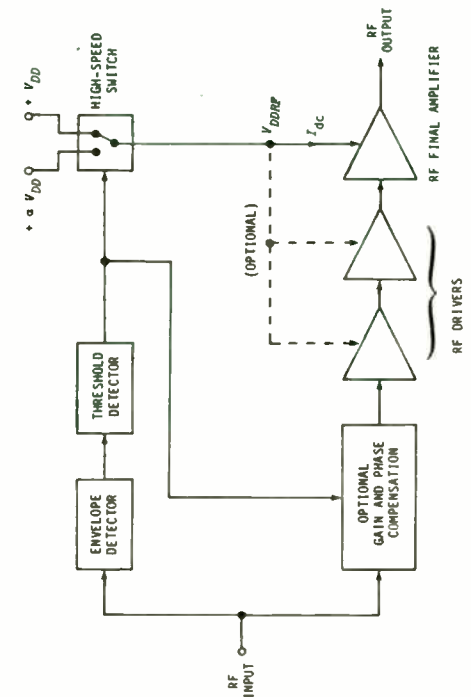 RF
INPUT
ENVELOPE
DETECTOR
THRESHOLD
DETECTOR
+ α V_DD
+ V_DD
HIGH-SPEED
SWITCH
OPTIONAL
GAIN AND PHASE
COMPENSATION
(OPTIONAL)
V_DDRF
I_dc
RF DRIVERS
RF FINAL AMPLIFIER
RF
OUTPUT